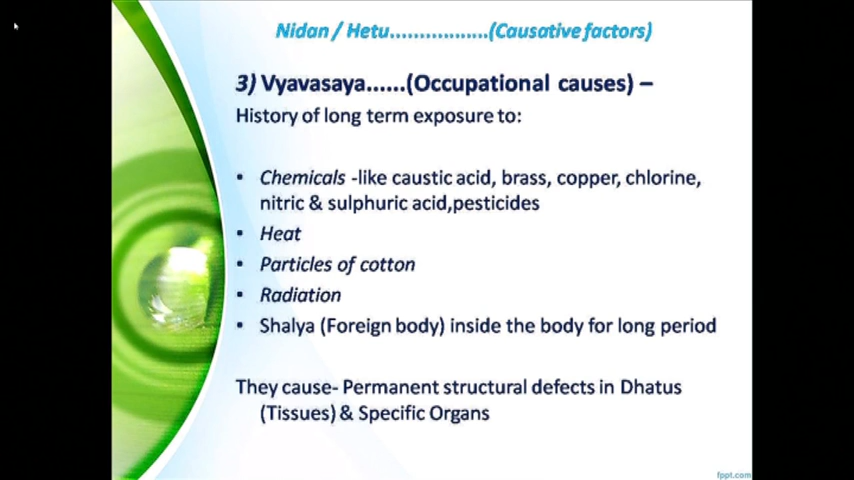 Nidan / Hetu.................(Causative factors)
3) Vyavasaya......(Occupational causes) –
History of long term exposure to:
• Chemicals -like caustic acid, brass, copper, chlorine,
nitric & sulphuric acid,pesticides
• Heat
• Particles of cotton
• Radiation
• Shalya (Foreign body) inside the body for long period
They cause- Permanent structural defects in Dhatus
(Tissues) & Specific Organs
fppt.com